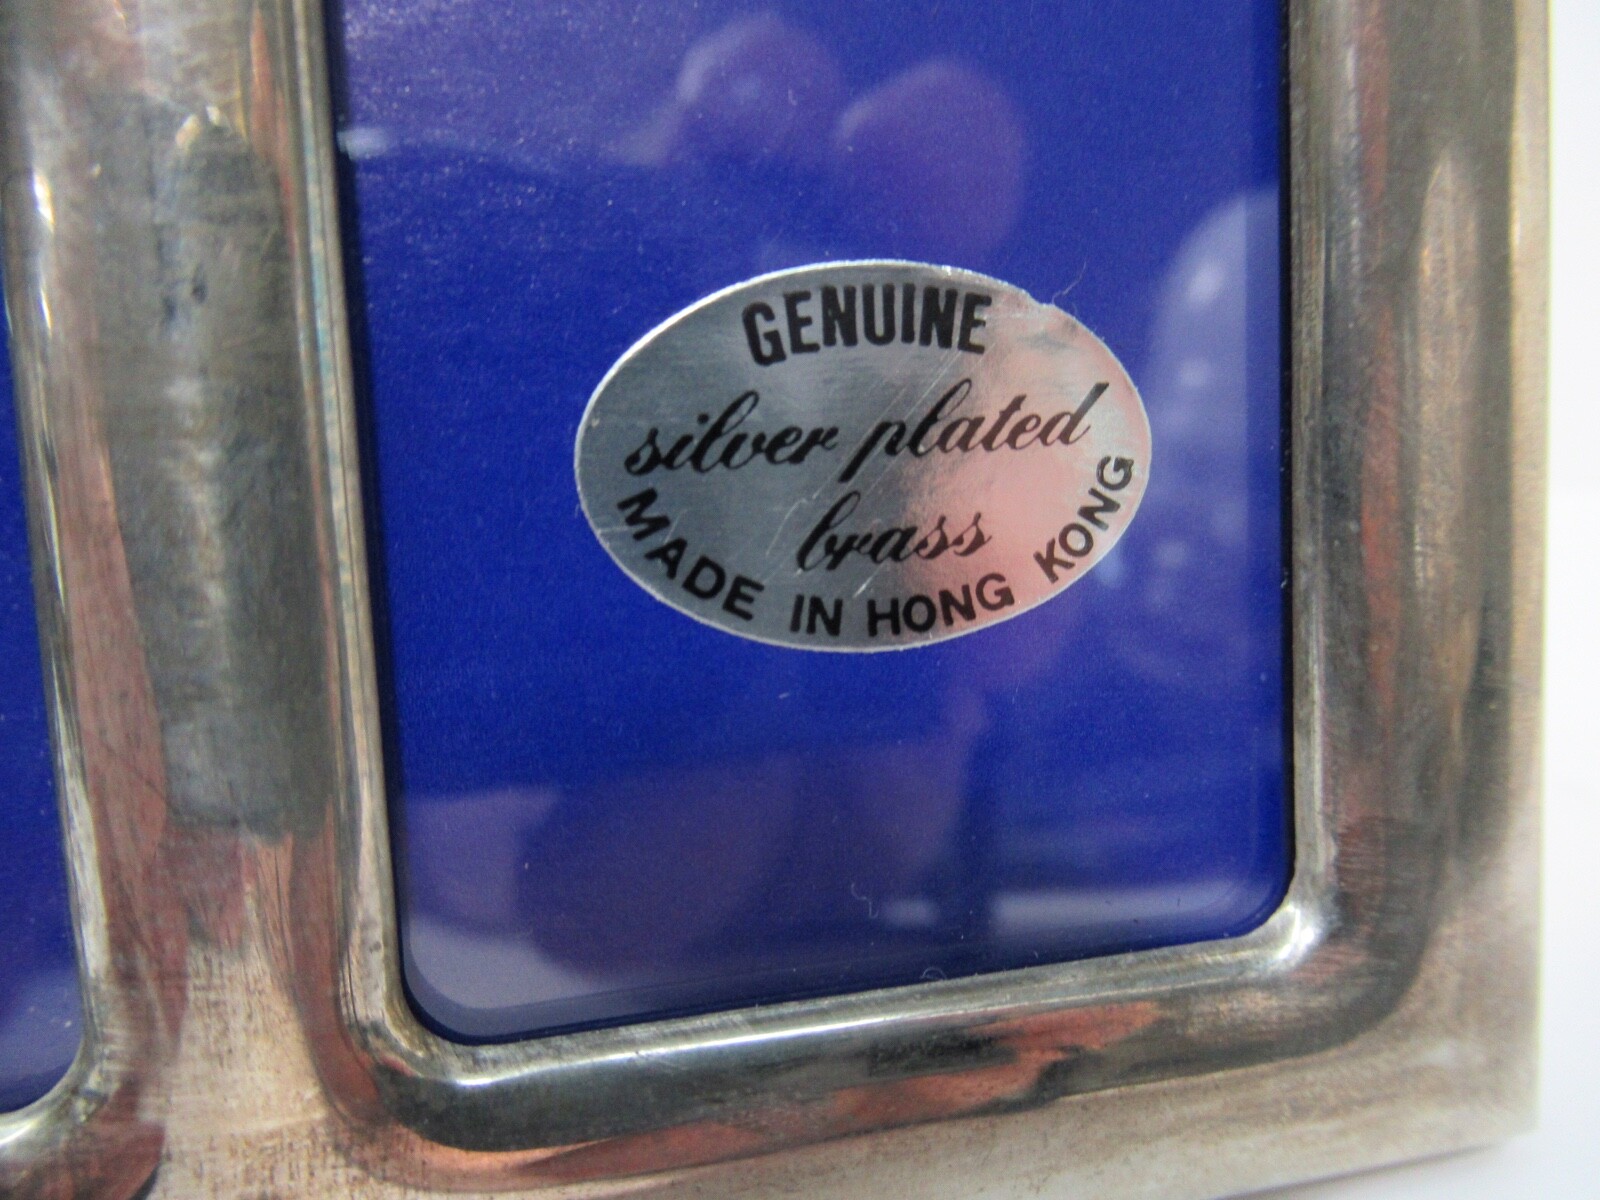 GENUINE
silver plated
brass
MADE IN HONG KONG